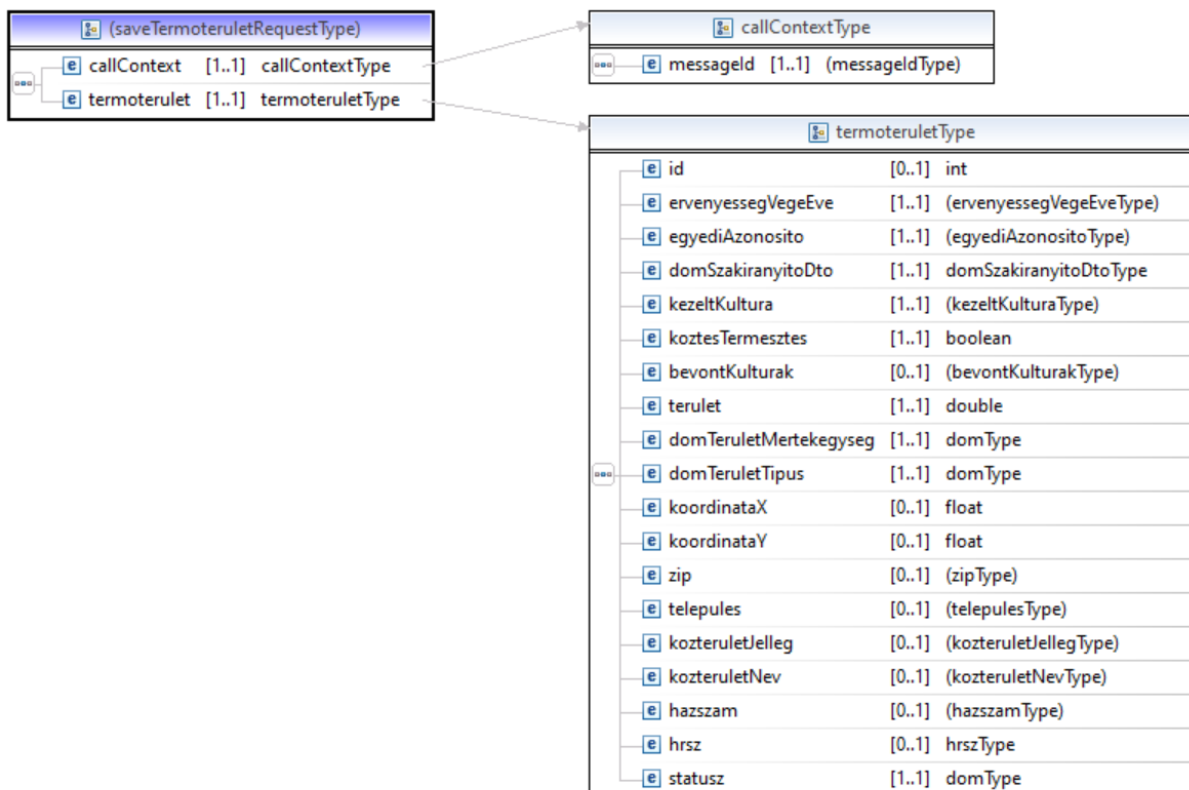 (saveTermoteruletRequestType)
callContext [1..1] callContextType
termoterulet [1..1] termoteruletType
callContextType
messageId [1..1] (messageIdType)
termoteruletType
id [0..1] int
ervenyessegVegeEve [1..1] (ervenyessegVegeEveType)
egyediAzonosito [1..1] (egyediAzonositoType)
domSzakiranyitoDto [1..1] domSzakiranyitoDtoType
kezeltKultura [1..1] (kezeltKulturaType)
koztesTermesztes [1..1] boolean
bevontKulturak [0..1] (bevontKulturakType)
terulet [1..1] double
domTeruletMertekegyseg [1..1] domType
domTeruletTipus [1..1] domType
koordinataX [0..1] float
koordinataY [0..1] float
zip [0..1] (zipType)
telepules [0..1] (telepulesType)
kozteruletJelleg [0..1] (kozteruletJellegType)
kozteruletNev [0..1] (kozteruletNevType)
hazszam [0..1] (hazszamType)
hrsz [0..1] hrszType
statusz [1..1] domType